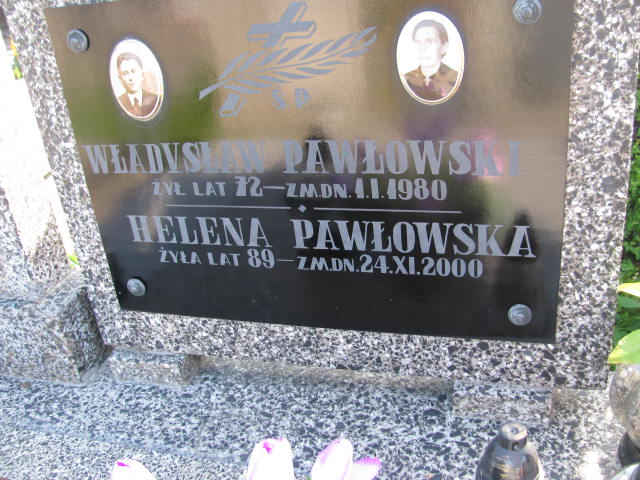 Ś.P.
WŁADYSŁAW PAWŁOWSKI
ŻYŁ LAT 72 — ZM.DN. 1.I.1980
HELENA PAWŁOWSKA
ŻYŁA LAT 89 — ZM.DN. 24.XI.2000